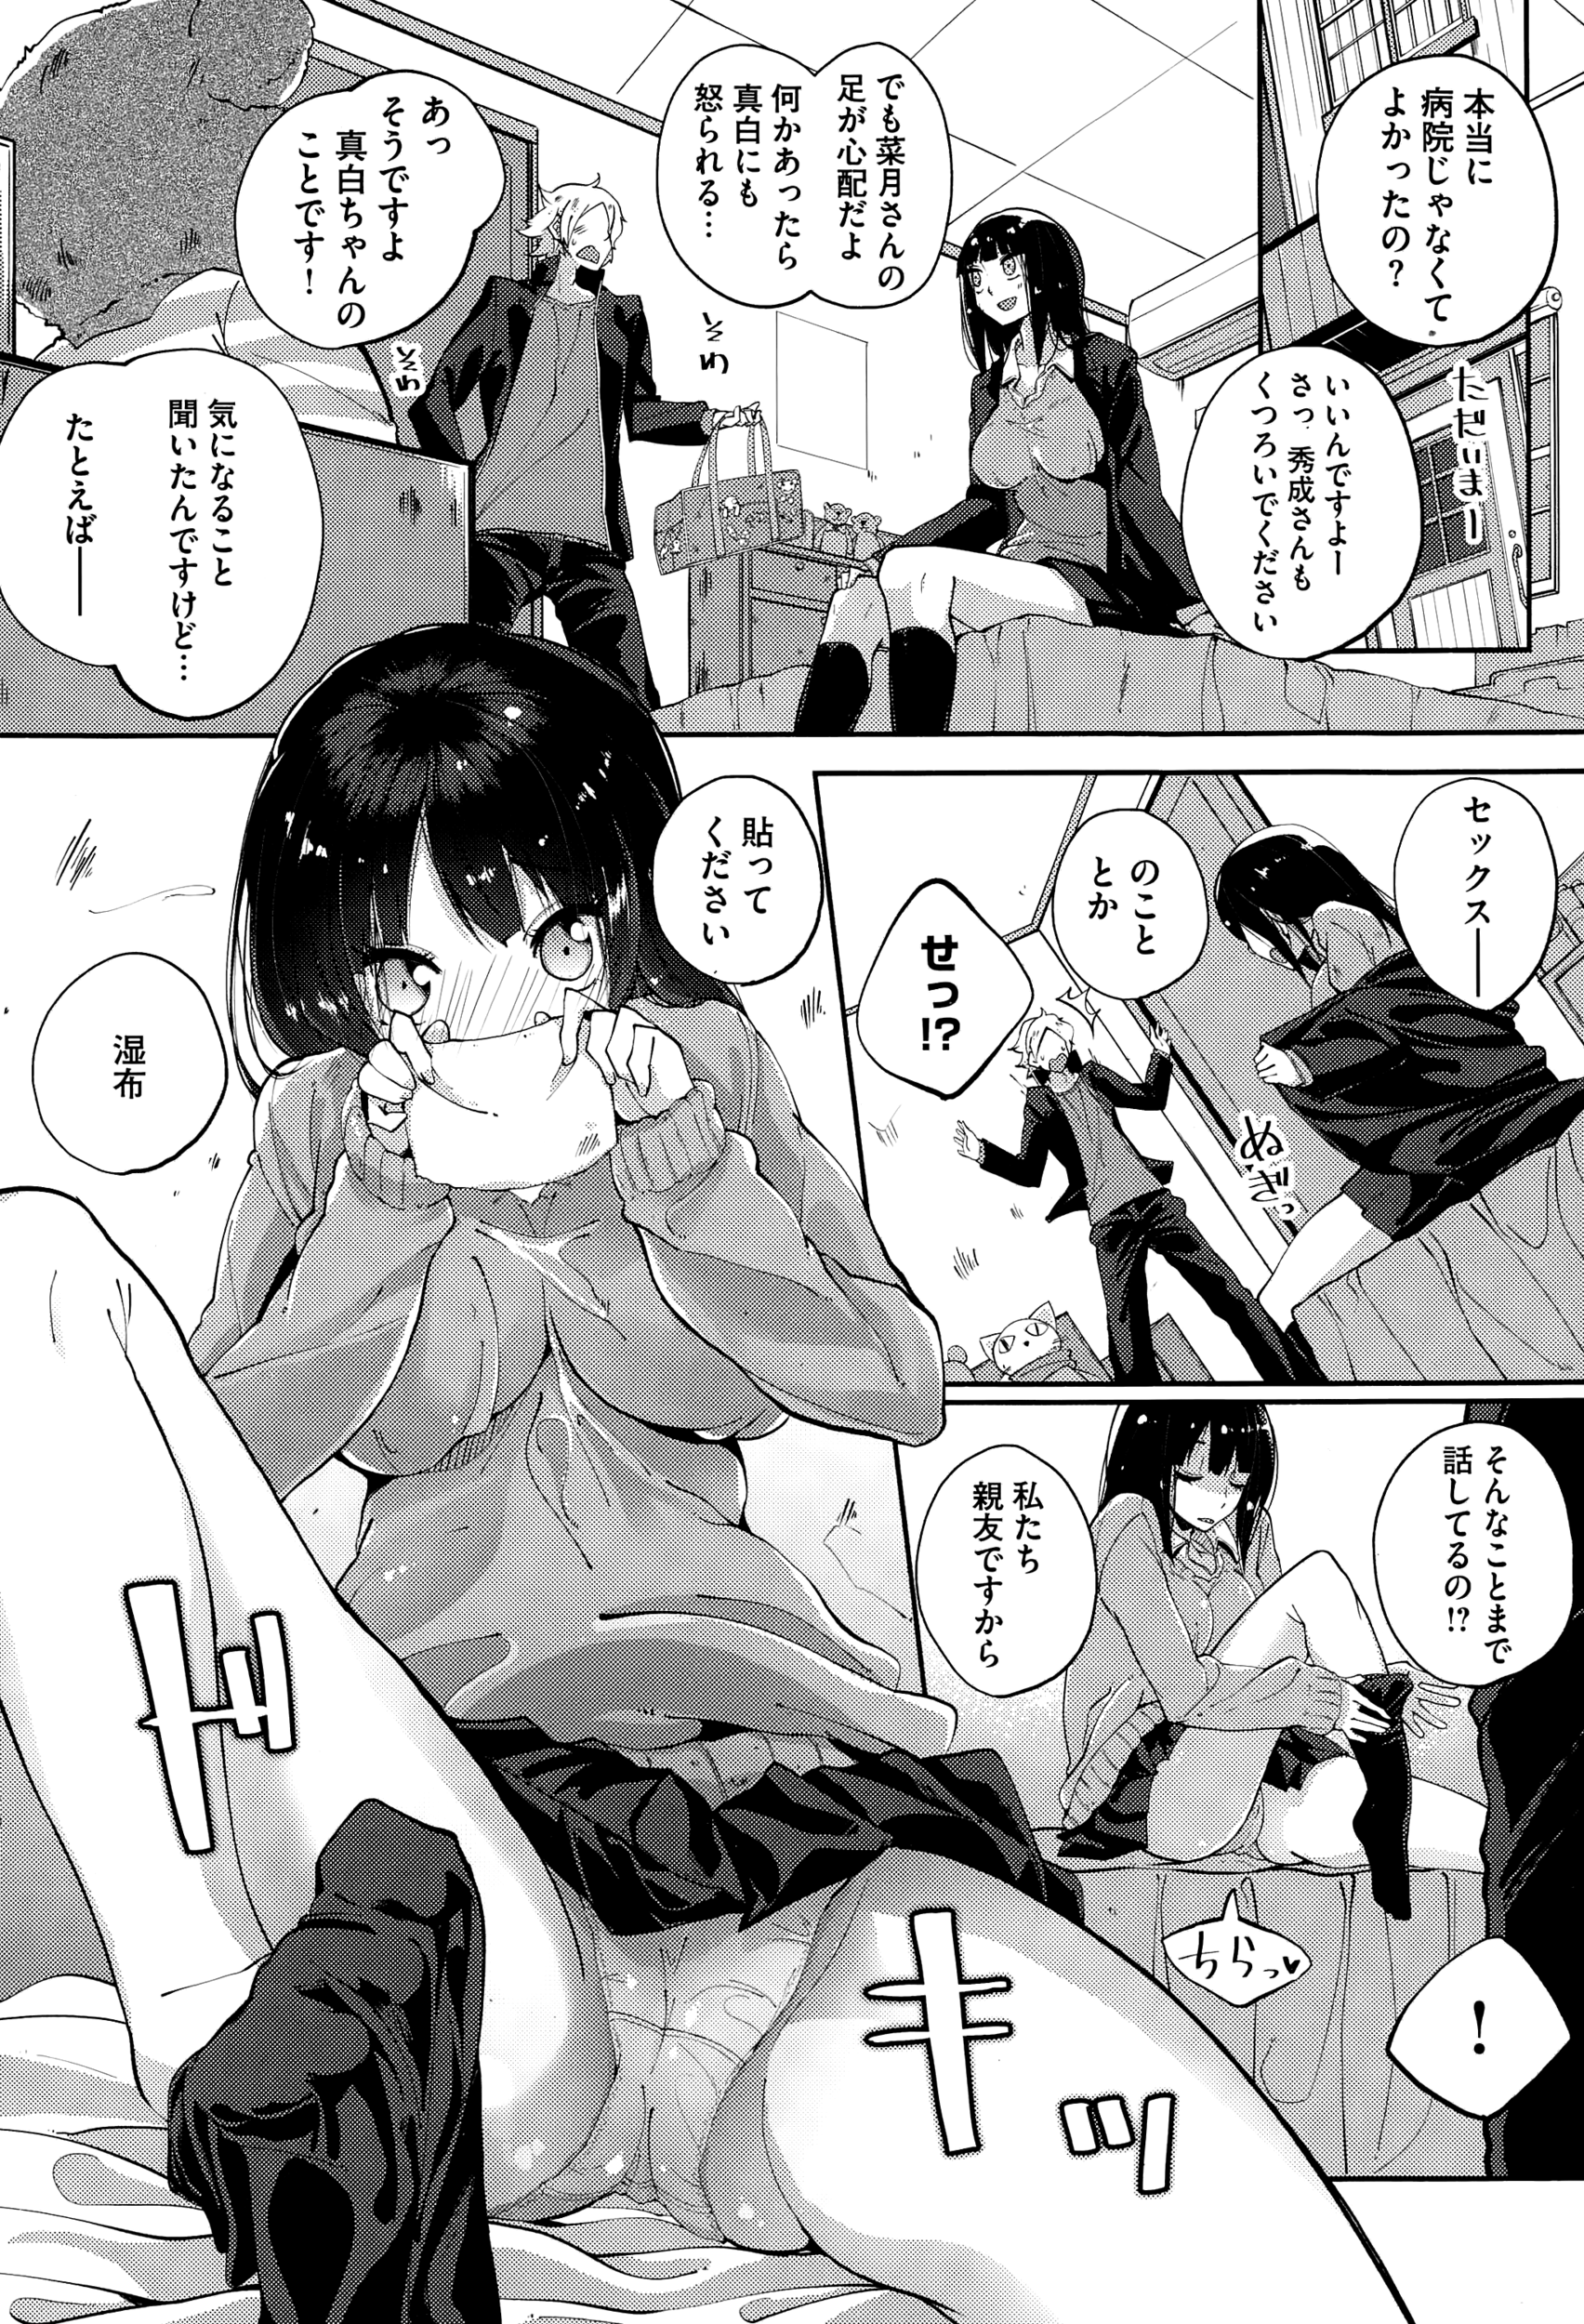 本当に
病院じゃなくて
よかったの?
ただいまー
いいんですよー
さっ、秀成さんも
くつろいでください
でも菜月さんの
足が心配だよ
何かあったら
真白にも
怒られる…
そわ
そわ
あっ
そうですよ
真白ちゃんの
ことです!
気になること
聞いたんですけど…
たとえば――
セックス――
のこと
とか
せっ!?
ぬぎっ
そんなことまで
話してるの!?
私たち
親友ですから
ちらっ♥
!
貼って
ください
湿布
ムギュッ